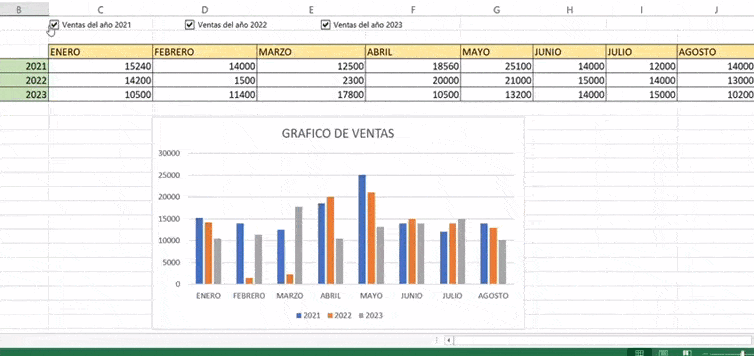 B C D E F G H I J
Ventas del año 2021 Ventas del año 2022 Ventas del año 2023
ENERO FEBRERO MARZO ABRIL MAYO JUNIO JULIO AGOSTO
2021 15240 14000 12500 18560 25100 14000 12000 14000
2022 14200 1500 2300 20000 21000 15000 14000 13000
2023 10500 11400 17800 10500 13200 14000 15000 10200
GRAFICO DE VENTAS
30000
25000
20000
15000
10000
5000
0
ENERO FEBRERO MARZO ABRIL MAYO JUNIO JULIO AGOSTO
2021 2022 2023